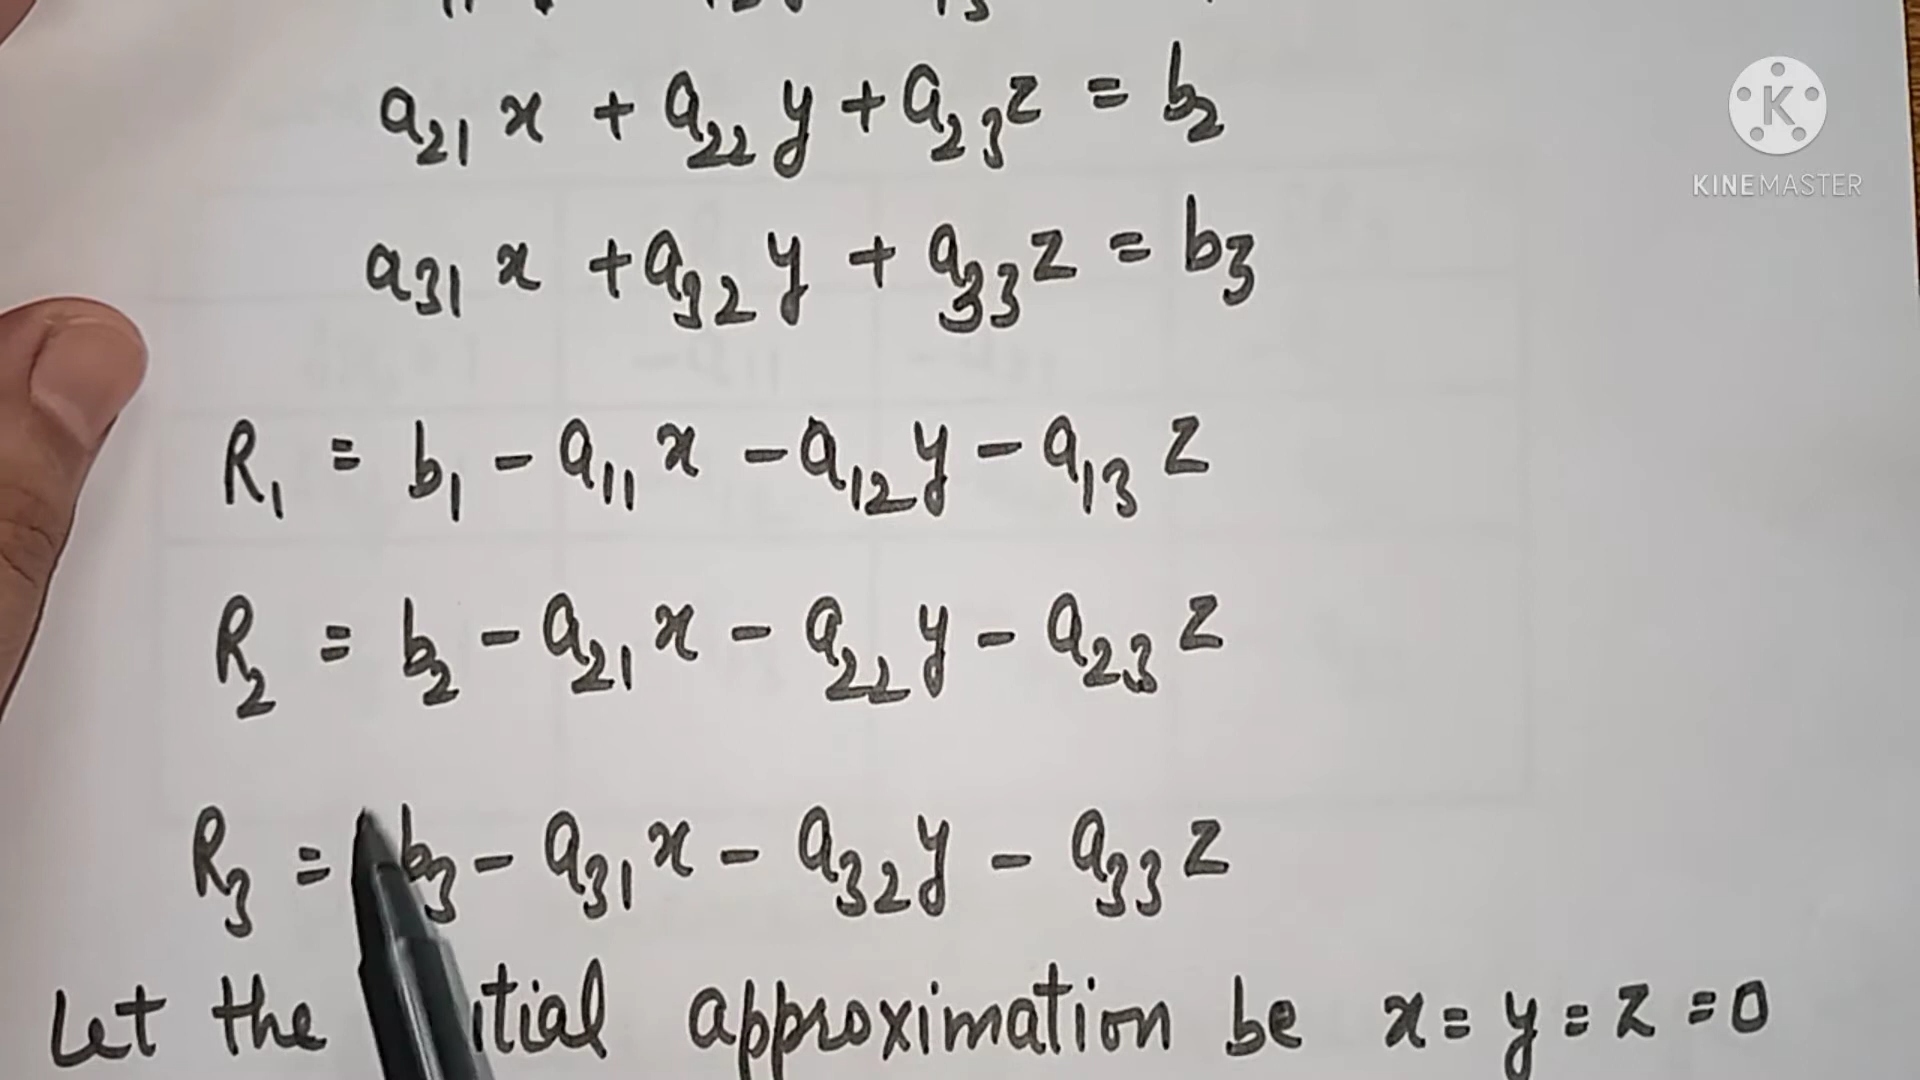 a₂₁ x + a₂₂ y + a₂₃ z = b₂
K
KINEMASTER
a₃₁ x + a₃₂ y + a₃₃ z = b₃
R₁ = b₁ - a₁₁ x - a₁₂ y - a₁₃ z
R₂ = b₂ - a₂₁ x - a₂₂ y - a₂₃ z
R₃ = b₃ - a₃₁ x - a₃₂ y - a₃₃ z
Let the itial approximation be x = y = z = 0